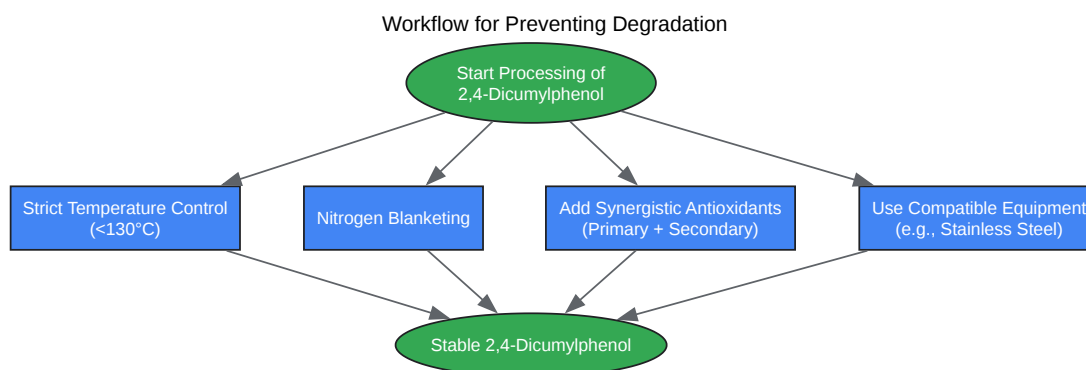 Workflow for Preventing Degradation
Start Processing of
2,4-Dicumylphenol
Strict Temperature Control
(<130°C)
Nitrogen Blanketing
Add Synergistic Antioxidants
(Primary + Secondary)
Use Compatible Equipment
(e.g., Stainless Steel)
Stable 2,4-Dicumylphenol